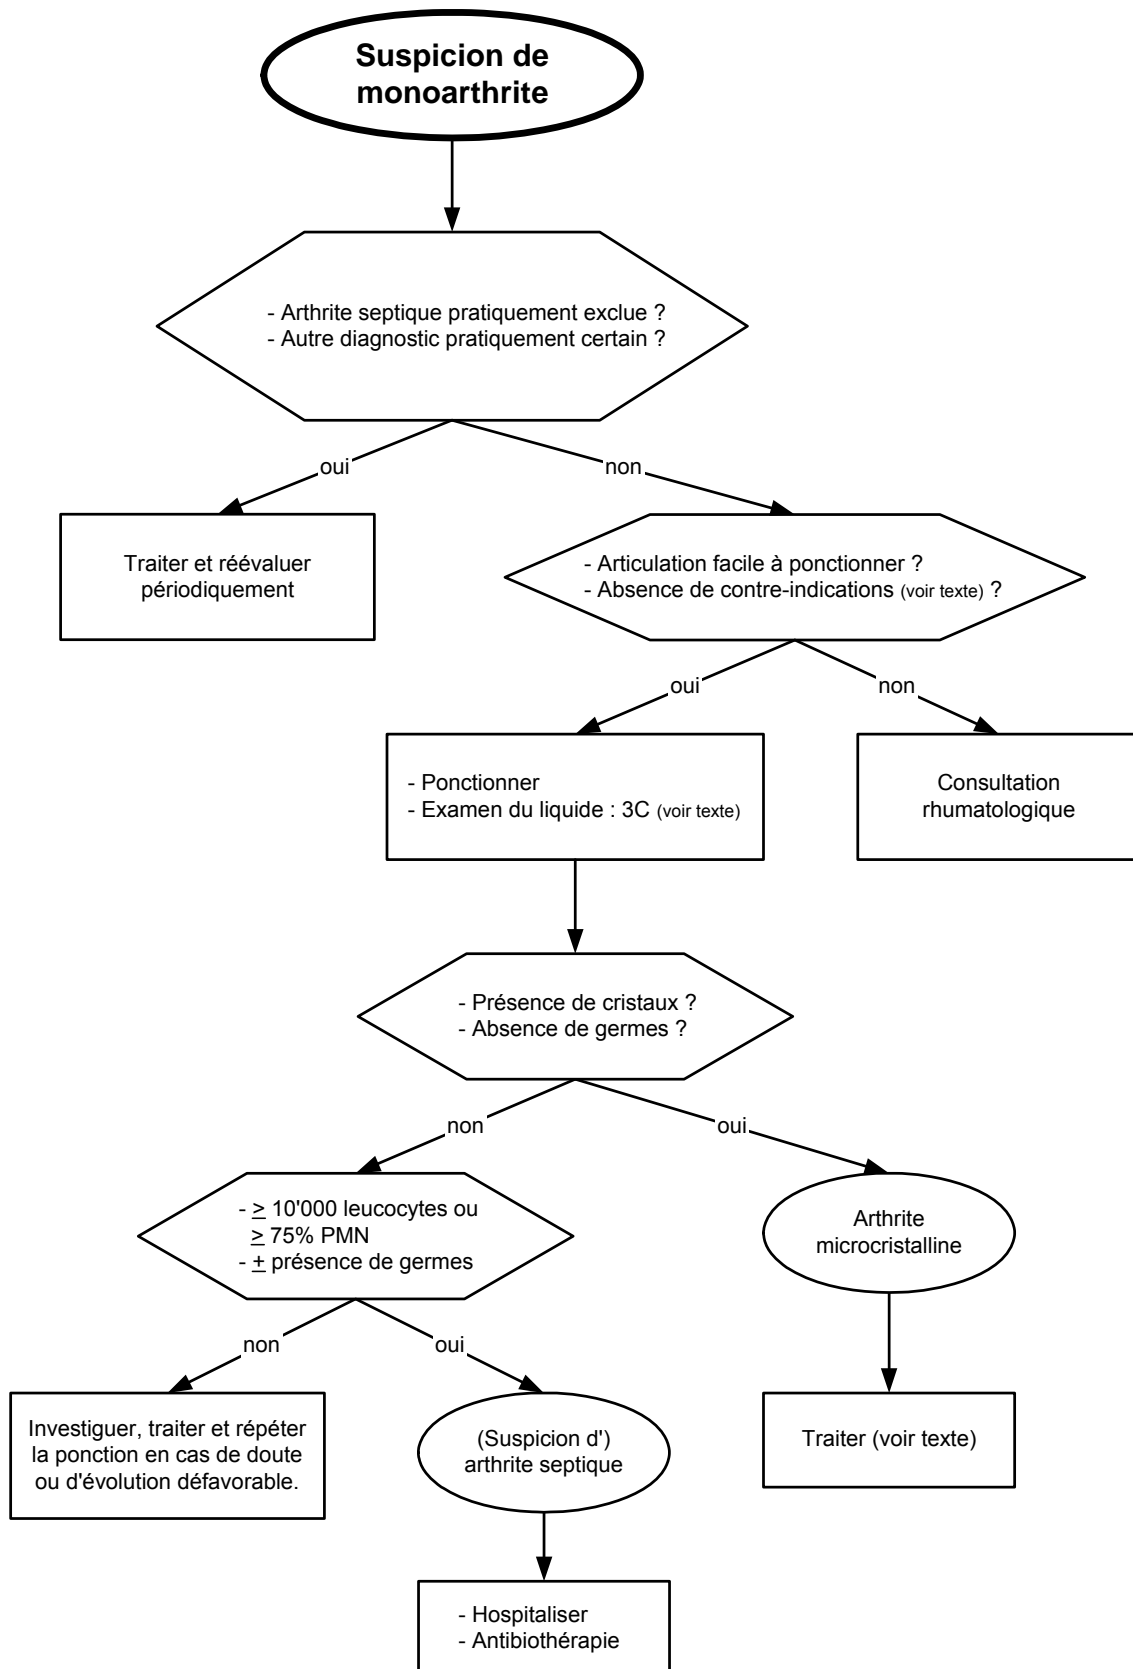 Suspicion de
monoarthrite
- Arthrite septique pratiquement exclue ?
- Autre diagnostic pratiquement certain ?
oui
non
Traiter et réévaluer
périodiquement
- Articulation facile à ponctionner ?
- Absence de contre-indications (voir texte) ?
oui
non
- Ponctionner
- Examen du liquide : 3C (voir texte)
Consultation
rhumatologique
- Présence de cristaux ?
- Absence de germes ?
non
oui
- ≥ 10'000 leucocytes ou
≥ 75% PMN
- ± présence de germes
Arthrite
microcristalline
non
oui
Investiguer, traiter et répéter
la ponction en cas de doute
ou d'évolution défavorable.
(Suspicion d')
arthrite septique
Traiter (voir texte)
- Hospitaliser
- Antibiothérapie